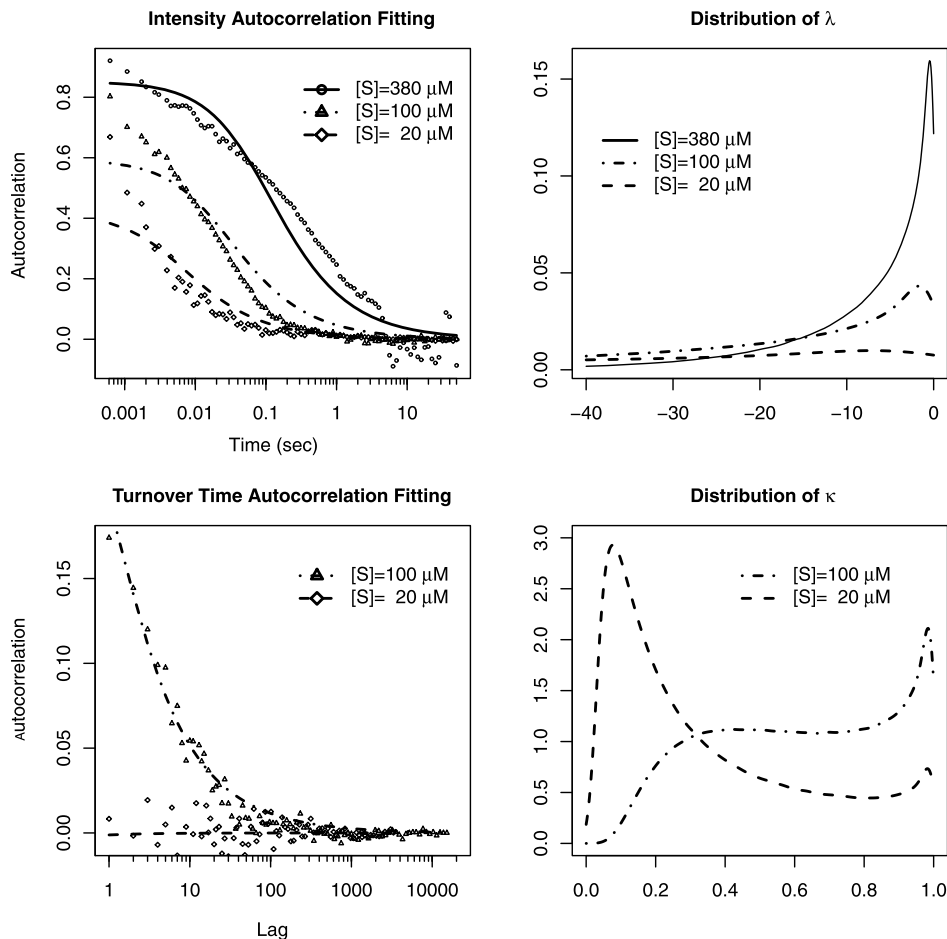 Intensity Autocorrelation Fitting
Autocorrelation
0.0 0.2 0.4 0.6 0.8
[S]=380 μM
[S]=100 μM
[S]= 20 μM
0.001 0.01 0.1 1 10
Time (sec)
Distribution of λ
0.00 0.05 0.10 0.15
[S]=380 μM
[S]=100 μM
[S]= 20 μM
−40 −30 −20 −10 0
Turnover Time Autocorrelation Fitting
Autocorrelation
0.00 0.05 0.10 0.15
[S]=100 μM
[S]= 20 μM
1 10 100 1000 10000
Lag
Distribution of κ
0.0 0.5 1.0 1.5 2.0 2.5 3.0
[S]=100 μM
[S]= 20 μM
0.0 0.2 0.4 0.6 0.8 1.0